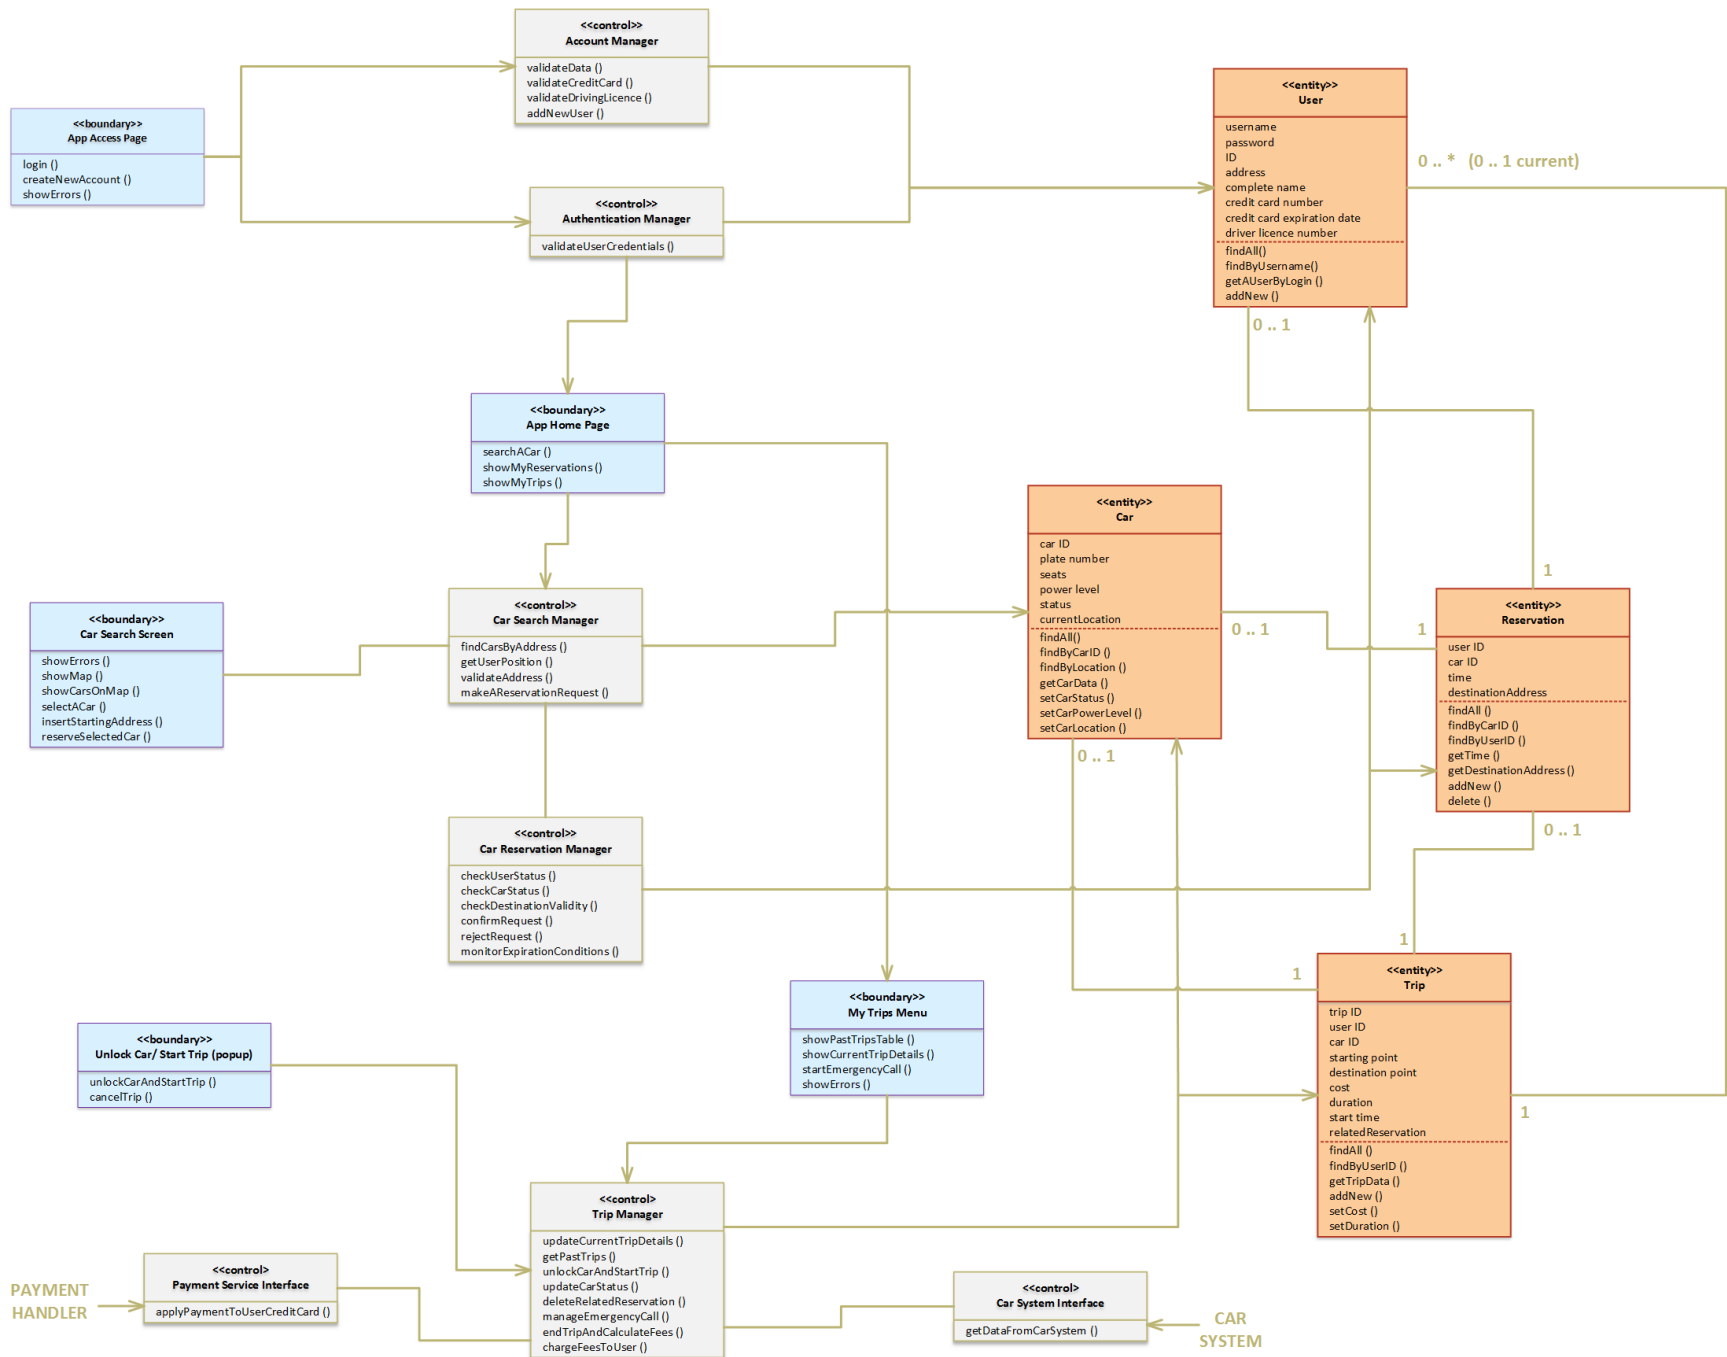 <<control>>
Account Manager
validateData ()
validateCreditCard ()
validateDrivingLicence ()
addNewUser ()
<<boundary>>
App Access Page
login ()
createNewAccount ()
showErrors ()
<<control>>
Authentication Manager
validateUserCredentials ()
<<entity>>
User
username
password
ID
address
complete name
credit card number
credit card expiration date
driver licence number
findAll()
findByUsername()
getAUserByLogin ()
addNew ()
0 .. *   (0 .. 1 current)
0 .. 1
<<boundary>>
App Home Page
searchACar ()
showMyReservations ()
showMyTrips ()
<<entity>>
Car
car ID
plate number
seats
power level
status
currentLocation
findAll()
findByCarID ()
findByLocation ()
getCarData ()
setCarStatus ()
setCarPowerLevel ()
setCarLocation ()
0 .. 1
1
1
0 .. 1
<<entity>>
Reservation
user ID
car ID
time
destinationAddress
findAll ()
findByCarID ()
findByUserID ()
getTime ()
getDestinationAddress ()
addNew ()
delete ()
0 .. 1
<<control>>
Car Search Manager
findCarsByAddress ()
getUserPosition ()
validateAddress ()
makeAReservationRequest ()
<<boundary>>
Car Search Screen
showErrors ()
showMap ()
showCarsOnMap ()
selectACar ()
insertStartingAddress ()
reserveSelectedCar ()
<<control>>
Car Reservation Manager
checkUserStatus ()
checkCarStatus ()
checkDestinationValidity ()
confirmRequest ()
rejectRequest ()
monitorExpirationConditions ()
1
1
<<entity>>
Trip
trip ID
user ID
car ID
starting point
destination point
cost
duration
start time
relatedReservation
findAll ()
findByUserID ()
getTripData ()
addNew ()
setCost ()
setDuration ()
1
<<boundary>>
My Trips Menu
showPastTripsTable ()
showCurrentTripDetails ()
startEmergencyCall ()
showErrors ()
<<boundary>>
Unlock Car/ Start Trip (popup)
unlockCarAndStartTrip ()
cancelTrip ()
<<control>
Trip Manager
updateCurrentTripDetails ()
getPastTrips ()
unlockCarAndStartTrip ()
updateCarStatus ()
deleteRelatedReservation ()
manageEmergencyCall ()
endTripAndCalculateFees ()
chargeFeesToUser ()
PAYMENT
HANDLER
<<control>
Payment Service Interface
applyPaymentToUserCreditCard ()
<<control>
Car System Interface
getDataFromCarSystem ()
CAR
SYSTEM